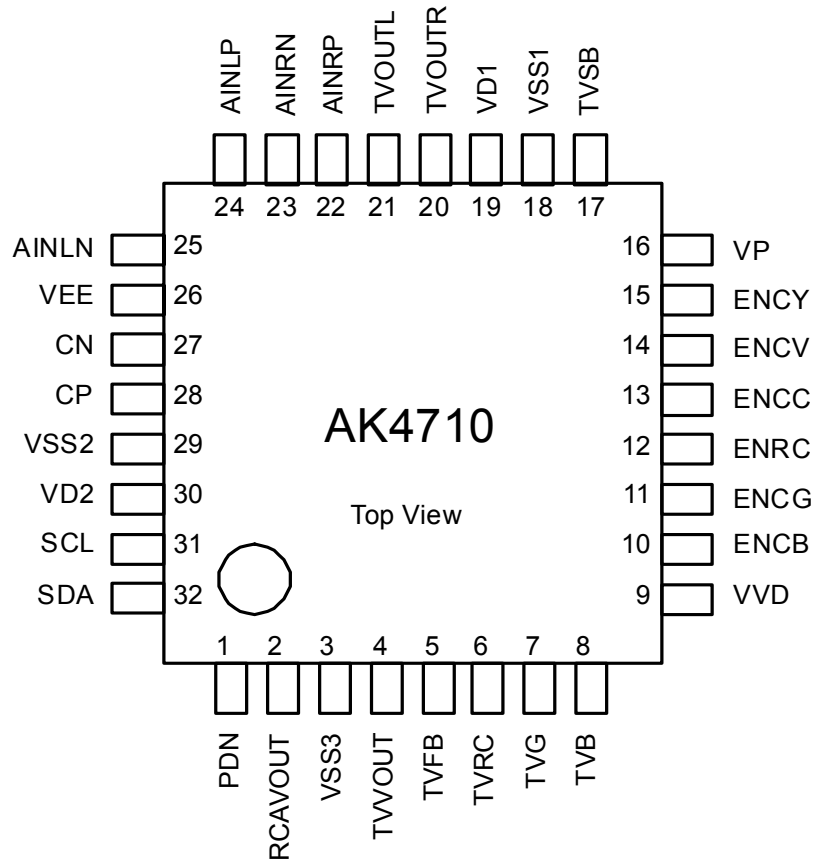 AINLP
AINRN
AINRP
TVOUTL
TVOUTR
VD1
VSS1
TVSB
24 23 22 21 20 19 18 17
AINLN 25 16 VP
VEE 26 15 ENCY
CN 27 14 ENCV
CP 28 13 ENCC
VSS2 29 12 ENRC
VD2 30 11 ENCG
SCL 31 10 ENCB
SDA 32 9 VVD
AK4710
Top View
1 2 3 4 5 6 7 8
PDN
RCAVOUT
VSS3
TVVOUT
TVFB
TVRC
TVG
TVB